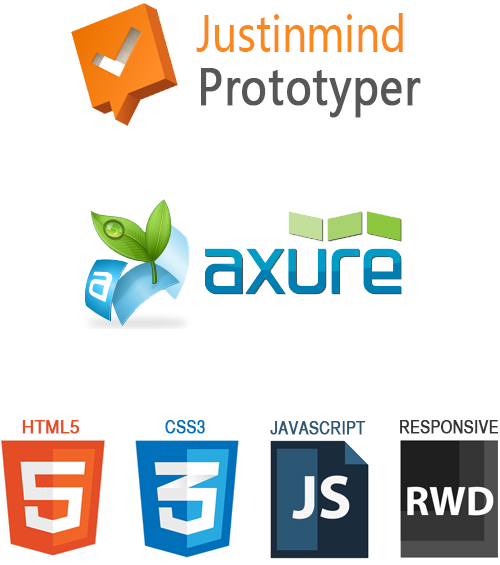 Justinmind
Prototyper
a
axure
HTML5 CSS3 JAVASCRIPT RESPONSIVE
5 3 JS RWD